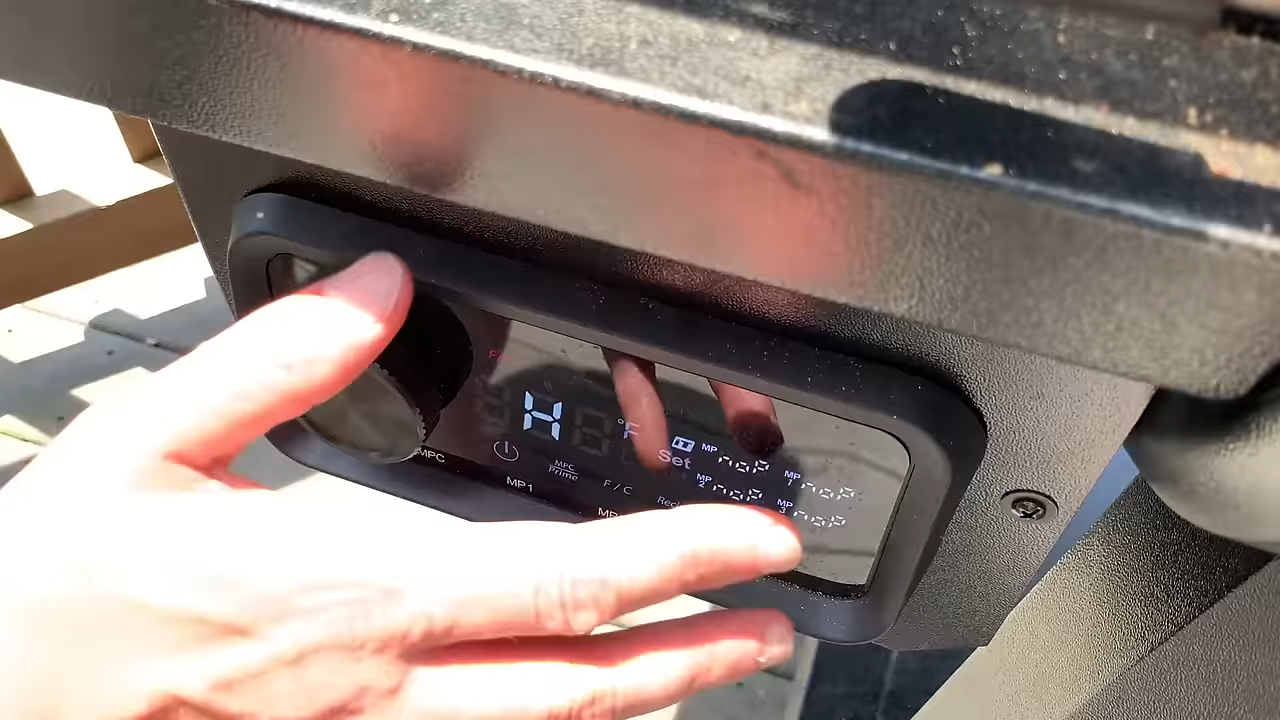 H °F
Set
MP noP
MP 1 noP
MP 2 noP
MP 3 noP
MPC
MPC Prime
F / C
MP1